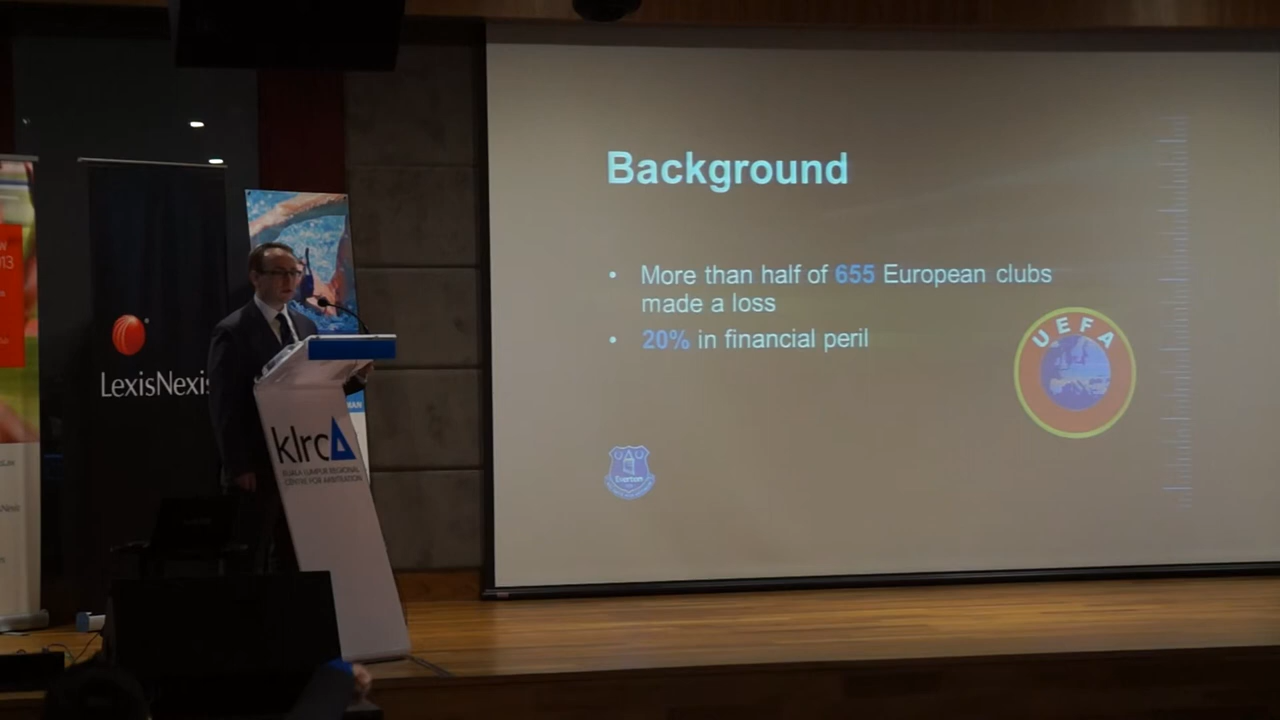 Background
• More than half of 655 European clubs
made a loss
• 20% in financial peril
UEFA
Everton
LexisNexis
klrca
KUALA LUMPUR REGIONAL
CENTRE FOR ARBITRATION